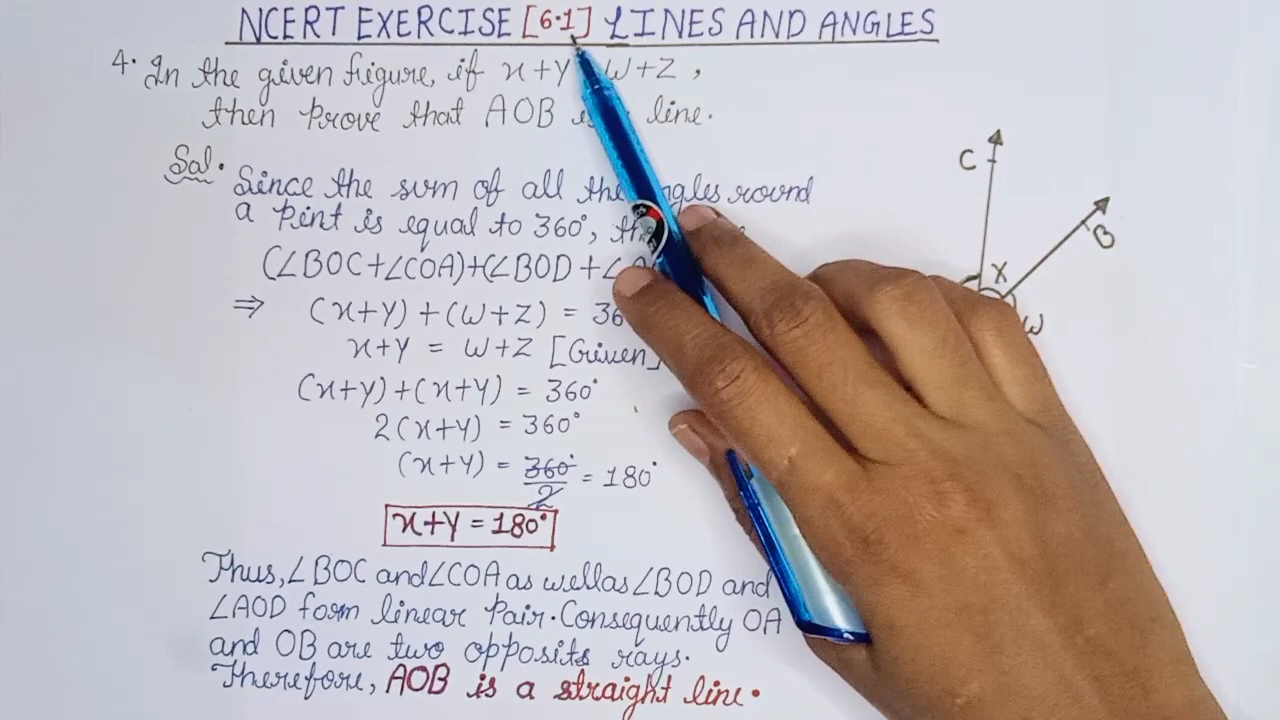 NCERT EXERCISE [6.1] LINES AND ANGLES
4. In the given figure, if x+y W+Z,
then prove that AOB line.
Sol.
Since the sum of all the angles round
a pint is equal to 360°,
(∠BOC+∠COA)+(∠BOD+∠
⇒ (x+y)+(W+Z) = 36
x+y = W+Z [Given]
(x+y)+(x+y) = 360°
2(x+y) = 360°
(x+y) = 360°/2 = 180°
x+y = 180°
Thus, ∠BOC and ∠COA as well as ∠BOD and
∠AOD form linear pair. Consequently OA
and OB are two opposits rays.
Therefore, AOB is a straight line.
C
B
X
W